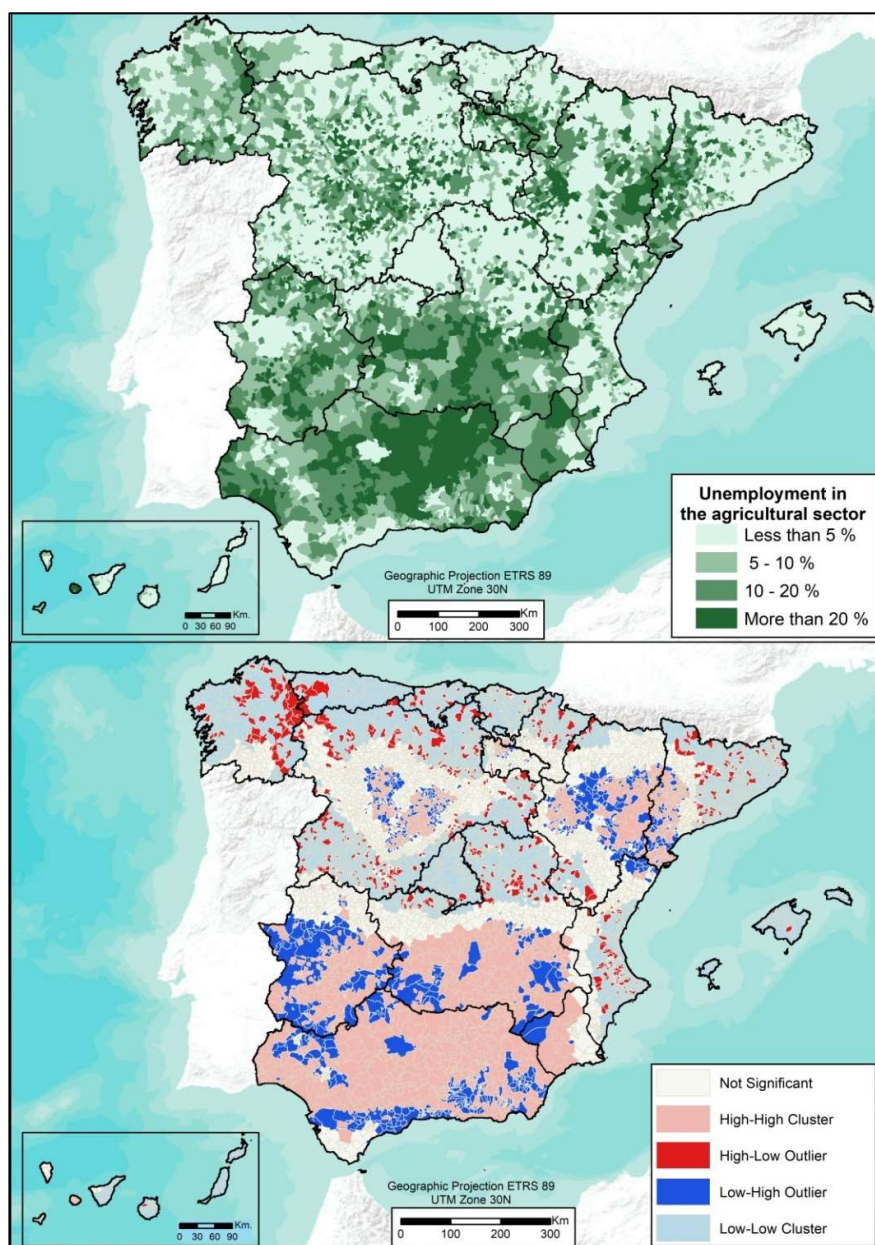 Unemployment in
the agricultural sector
Less than 5 %
5 - 10 %
10 - 20 %
More than 20 %
Geographic Projection ETRS 89
UTM Zone 30N
Km
0 100 200 300
Km.
0 30 60 90
Not Significant
High-High Cluster
High-Low Outlier
Low-High Outlier
Low-Low Cluster
Geographic Projection ETRS 89
UTM Zone 30N
Km
0 100 200 300
Km.
0 30 60 90